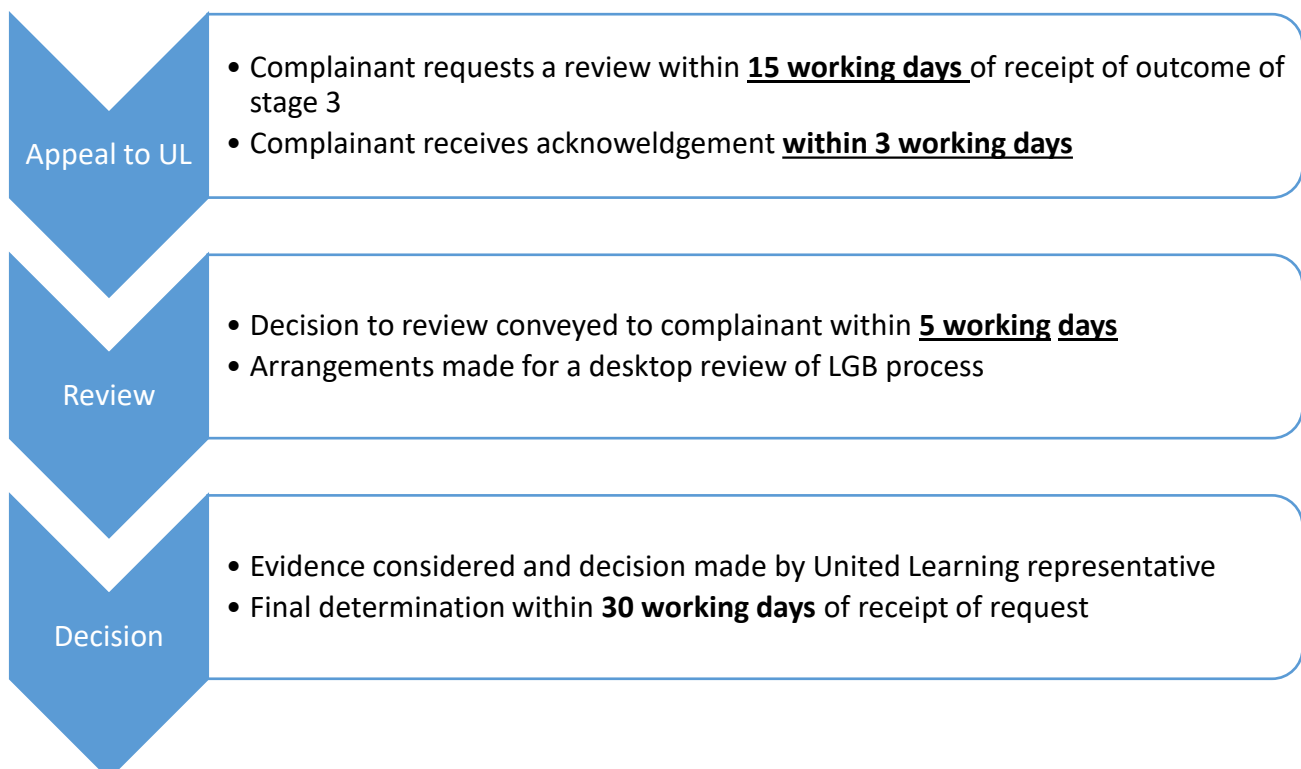 Appeal to UL
• Complainant requests a review within 15 working days of receipt of outcome of
stage 3
• Complainant receives acknoweldgement within 3 working days
Review
• Decision to review conveyed to complainant within 5 working days
• Arrangements made for a desktop review of LGB process
Decision
• Evidence considered and decision made by United Learning representative
• Final determination within 30 working days of receipt of request